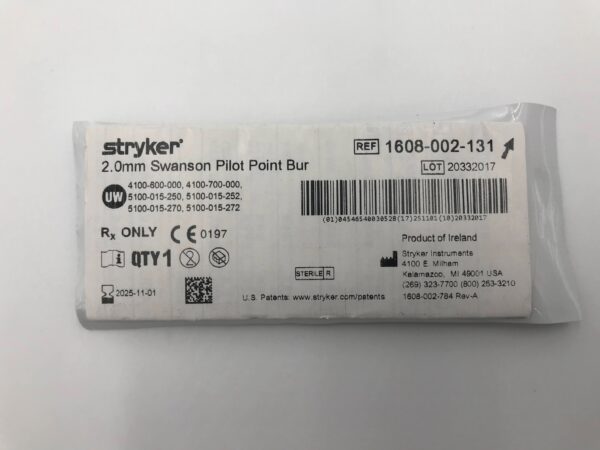 stryker®
REF 1608-002-131
2.0mm Swanson Pilot Point Bur
LOT 20332017
UW
4100-600-000, 4100-700-000,
5100-015-250, 5100-015-252,
5100-015-270, 5100-015-272
(01)04546540030528(17)251101(10)20332017
Rx ONLY CE 0197
Product of Ireland
QTY 1 2
Stryker Instruments
4100 E. Milham
Kalamazoo, MI 49001 USA
(269) 323-7700 (800) 253-3210
STERILE R
2025-11-01
U.S. Patents: www.stryker.com/patents
1608-002-784 Rev-A